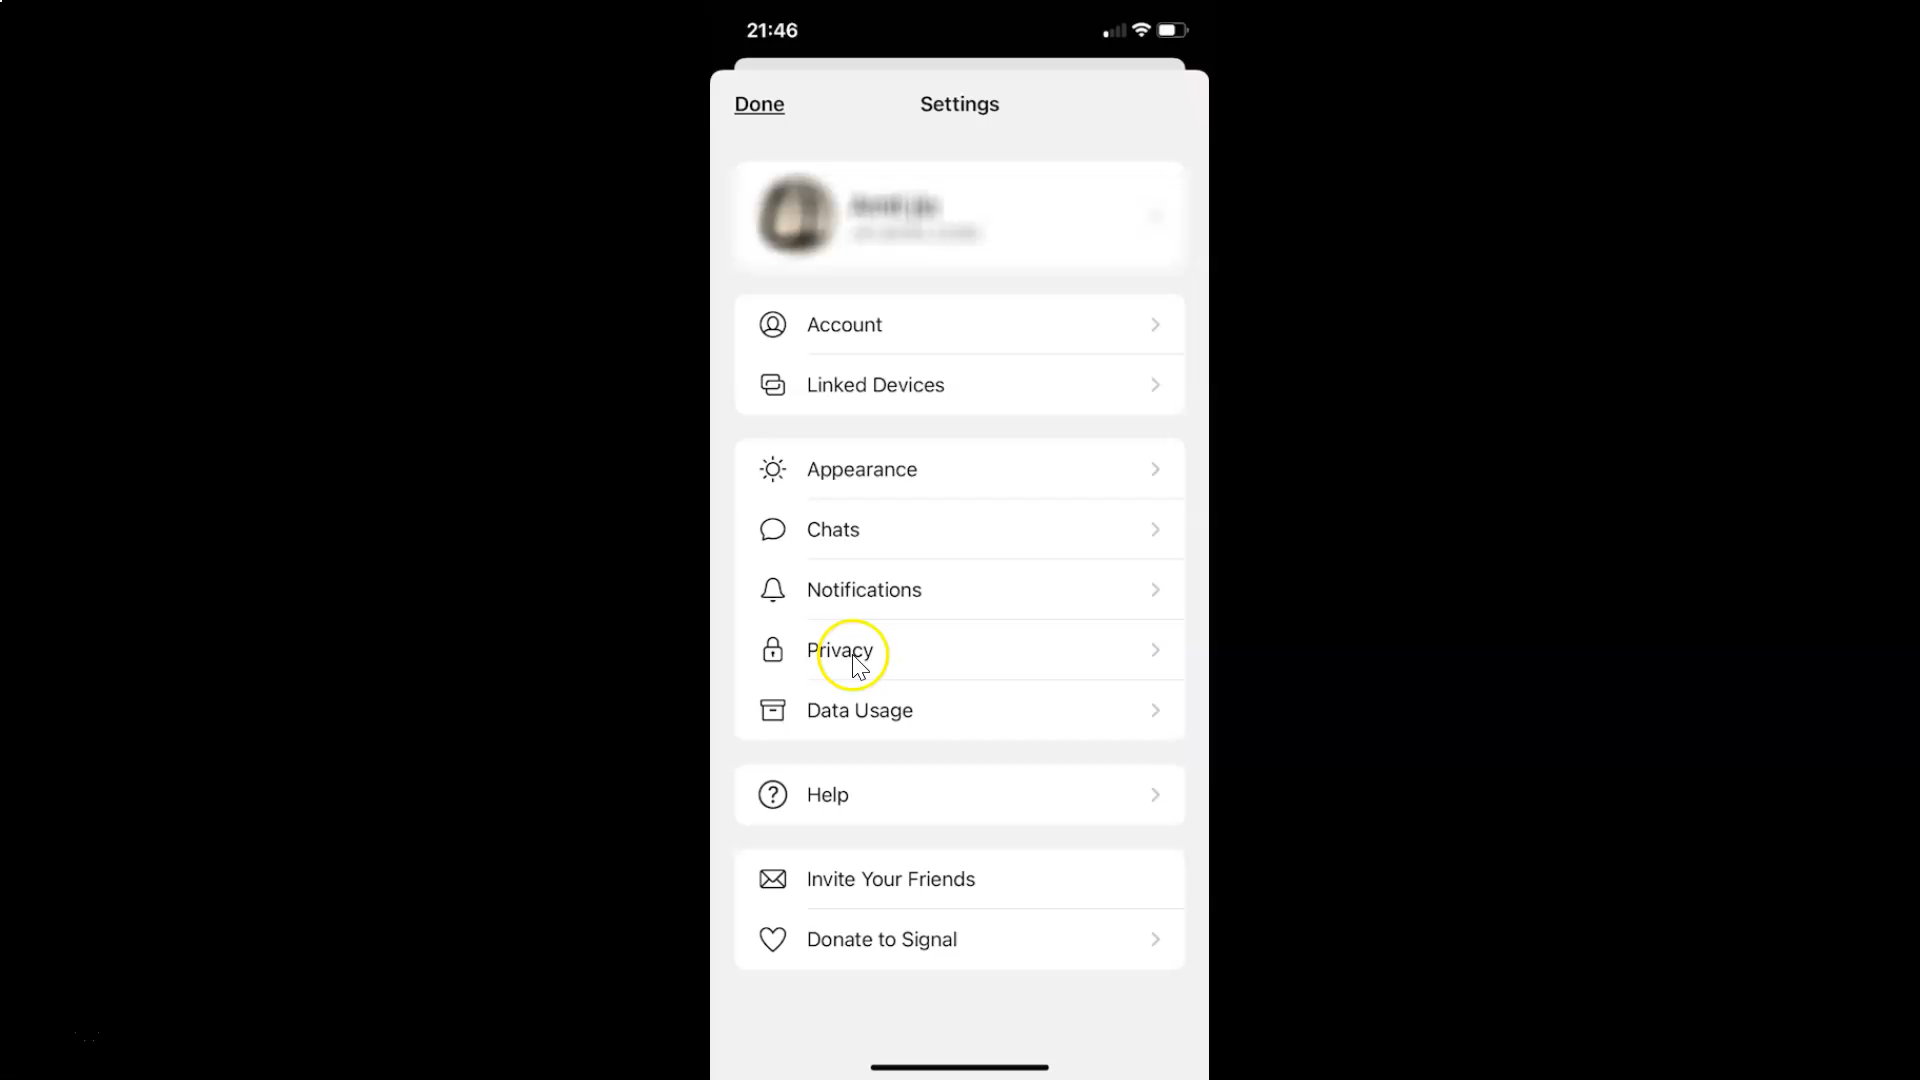 21:46
Done
Settings
Account
Linked Devices
Appearance
Chats
Notifications
Privacy
Data Usage
Help
Invite Your Friends
Donate to Signal